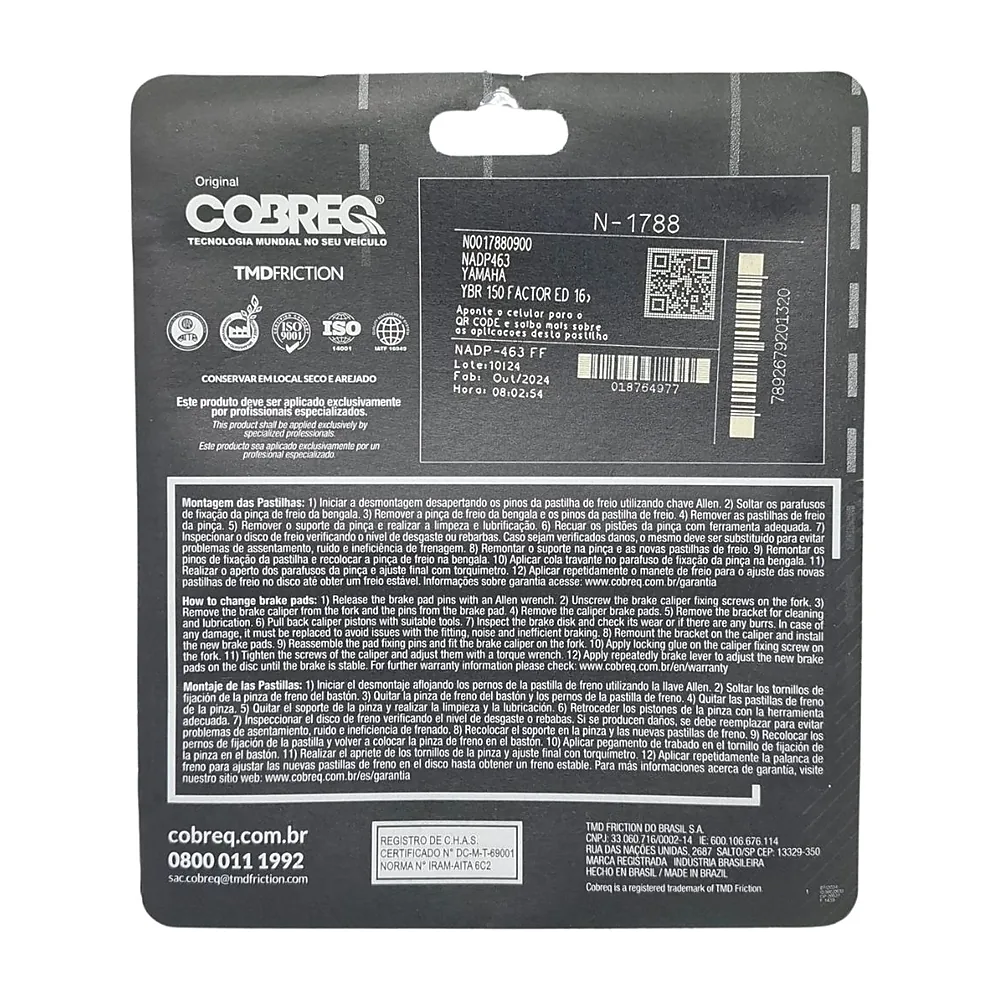 Original
COBREQ®
TECNOLOGIA MUNDIAL NO SEU VEÍCULO
TMDFRICTION
ISO
9001
ISO
14001
IATF 16949
CONSERVAR EM LOCAL SECO E AREJADO
Este produto deve ser aplicado exclusivamente
por profissionais especializados.
This product shall be applied exclusively by
specialized professionals.
Este producto sea aplicado exclusivamente por un
profesional especializado.
N-1788
N0017880900
NADP463
YAMAHA
YBR 150 FACTOR ED 16>
Aponte o celular para o
QR CODE e saiba mais sobre
as aplicacoes desta pastilha
NADP-463 FF
Lote:10124
Fab: Out/2024
Hora: 08:02:54
018764977
7892679201320
Montagem das Pastilhas: 1) Iniciar a desmontagem desapertando os pinos da pastilha de freio utilizando chave Allen. 2) Soltar os parafusos
de fixação da pinça de freio da bengala. 3) Remover a pinça de freio da bengala e os pinos da pastilha de freio. 4) Remover as pastilhas de freio
da pinça. 5) Remover o suporte da pinça e realizar a limpeza e lubrificação. 6) Recuar os pistões da pinça com ferramenta adequada. 7)
Inspecionar o disco de freio verificando o nível de desgaste ou rebarbas. Caso sejam verificados danos, o mesmo deve ser substituído para evitar
problemas de assentamento, ruído e ineficiência de frenagem. 8) Remontar o suporte na pinça e as novas pastilhas de freio. 9) Remontar os
pinos de fixação da pastilha e recolocar a pinça de freio na bengala. 10) Aplicar cola travante no parafuso de fixação da pinça na bengala. 11)
Realizar o aperto dos parafusos da pinça e ajuste final com torquímetro. 12) Aplicar repetidamente o manete de freio para o ajuste das novas
pastilhas de freio no disco até obter um freio estável. Informações sobre garantia acesse: www.cobreq.com.br/garantia
How to change brake pads: 1) Release the brake pad pins with an Allen wrench. 2) Unscrew the brake caliper fixing screws on the fork. 3)
Remove the brake caliper from the fork and the pins from the brake pad. 4) Remove the caliper brake pads. 5) Remove the bracket for cleaning
and lubrication. 6) Pull back caliper pistons with suitable tools. 7) Inspect the brake disk and check its wear or if there are any burrs. In case of
any damage, it must be replaced to avoid issues with the fitting, noise and inefficient braking. 8) Remount the bracket on the caliper and install
the new brake pads. 9) Reassemble the pad fixing pins and fit the brake caliper on the fork. 10) Apply locking glue on the caliper fixing screw on
the fork. 11) Tighten the screws of the caliper and adjust them with a torque wrench. 12) Apply repeatedly brake lever to adjust the new brake
pads on the disc until the brake is stable. For further warranty information please check: www.cobreq.com.br/en/warranty
Montaje de las Pastillas: 1) Iniciar el desmontaje aflojando los pernos de la pastilla de freno utilizando la llave Allen. 2) Soltar los tornillos de
fijación de la pinza de freno del bastón. 3) Quitar la pinza de freno del bastón y los pernos de la pastilla de freno. 4) Quitar las pastillas de freno
de la pinza. 5) Quitar el soporte de la pinza y realizar la limpieza y la lubricación. 6) Retroceder los pistones de la pinza con la herramienta
adecuada. 7) Inspeccionar el disco de freno verificando el nivel de desgaste o rebabas. Si se producen daños, se debe reemplazar para evitar
problemas de asentamiento, ruido e ineficiencia de frenado. 8) Recolocar el soporte en la pinza y las nuevas pastillas de freno. 9) Recolocar los
pernos de fijación de la pastilla y volver a colocar la pinza de freno en el bastón. 10) Aplicar pegamento de trabado en el tornillo de fijación de
la pinza en el bastón. 11) Realizar el apriete de los tornillos de la pinza y ajuste final con torquímetro. 12) Aplicar repetidamente la palanca de
freno para ajustar las nuevas pastillas de freno en el disco hasta obtener un freno estable. Para más informaciones acerca de garantía, visite
nuestro sitio web: www.cobreq.com.br/es/garantia
cobreq.com.br
0800 011 1992
sac.cobreq@tmdfriction.com
REGISTRO DE C.H.A.S.
CERTIFICADO N° DC-M-T-69001
NORMA N° IRAM-AITA 6C2
TMD FRICTION DO BRASIL S.A.
CNPJ: 33.060.716/0002-14 IE: 600.106.676.114
RUA DAS NAÇÕES UNIDAS, 2687 SALTO/SP CEP: 13329-350
MARCA REGISTRADA INDÚSTRIA BRASILEIRA
HECHO EN BRASIL / MADE IN BRAZIL
Cobreq is a registered trademark of TMD Friction